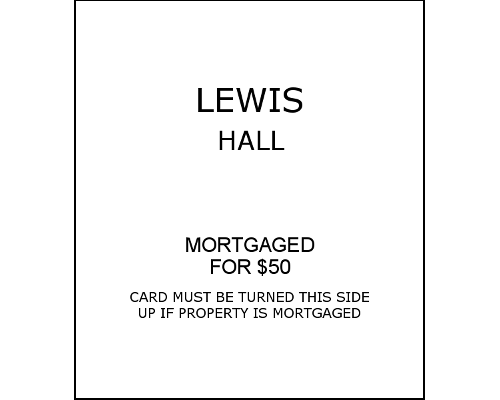 LEWIS
HALL
MORTGAGED
FOR $50
CARD MUST BE TURNED THIS SIDE
UP IF PROPERTY IS MORTGAGED